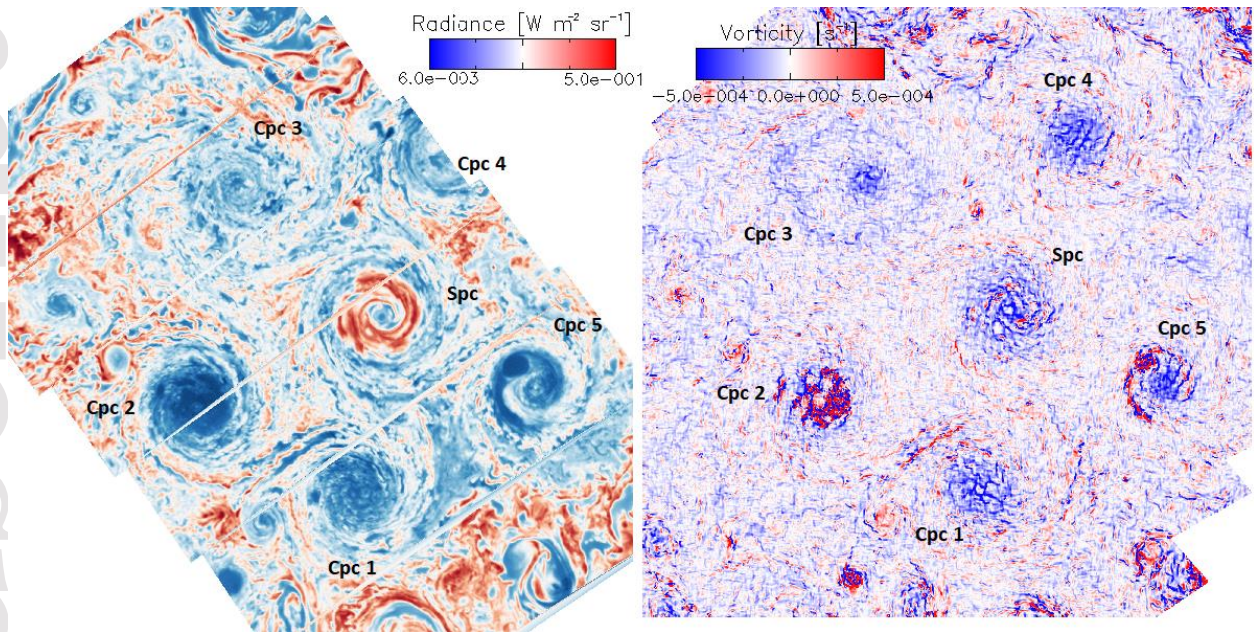 Radiance [W m⁻² sr⁻¹]
6.0e-003 5.0e-001
Cpc 3
Cpc 4
Spc
Cpc 5
Cpc 2
Cpc 1
Vorticity [s⁻¹]
-5.0e-004 0.0e+000 5.0e-004
Cpc 4
Cpc 3
Spc
Cpc 5
Cpc 2
Cpc 1